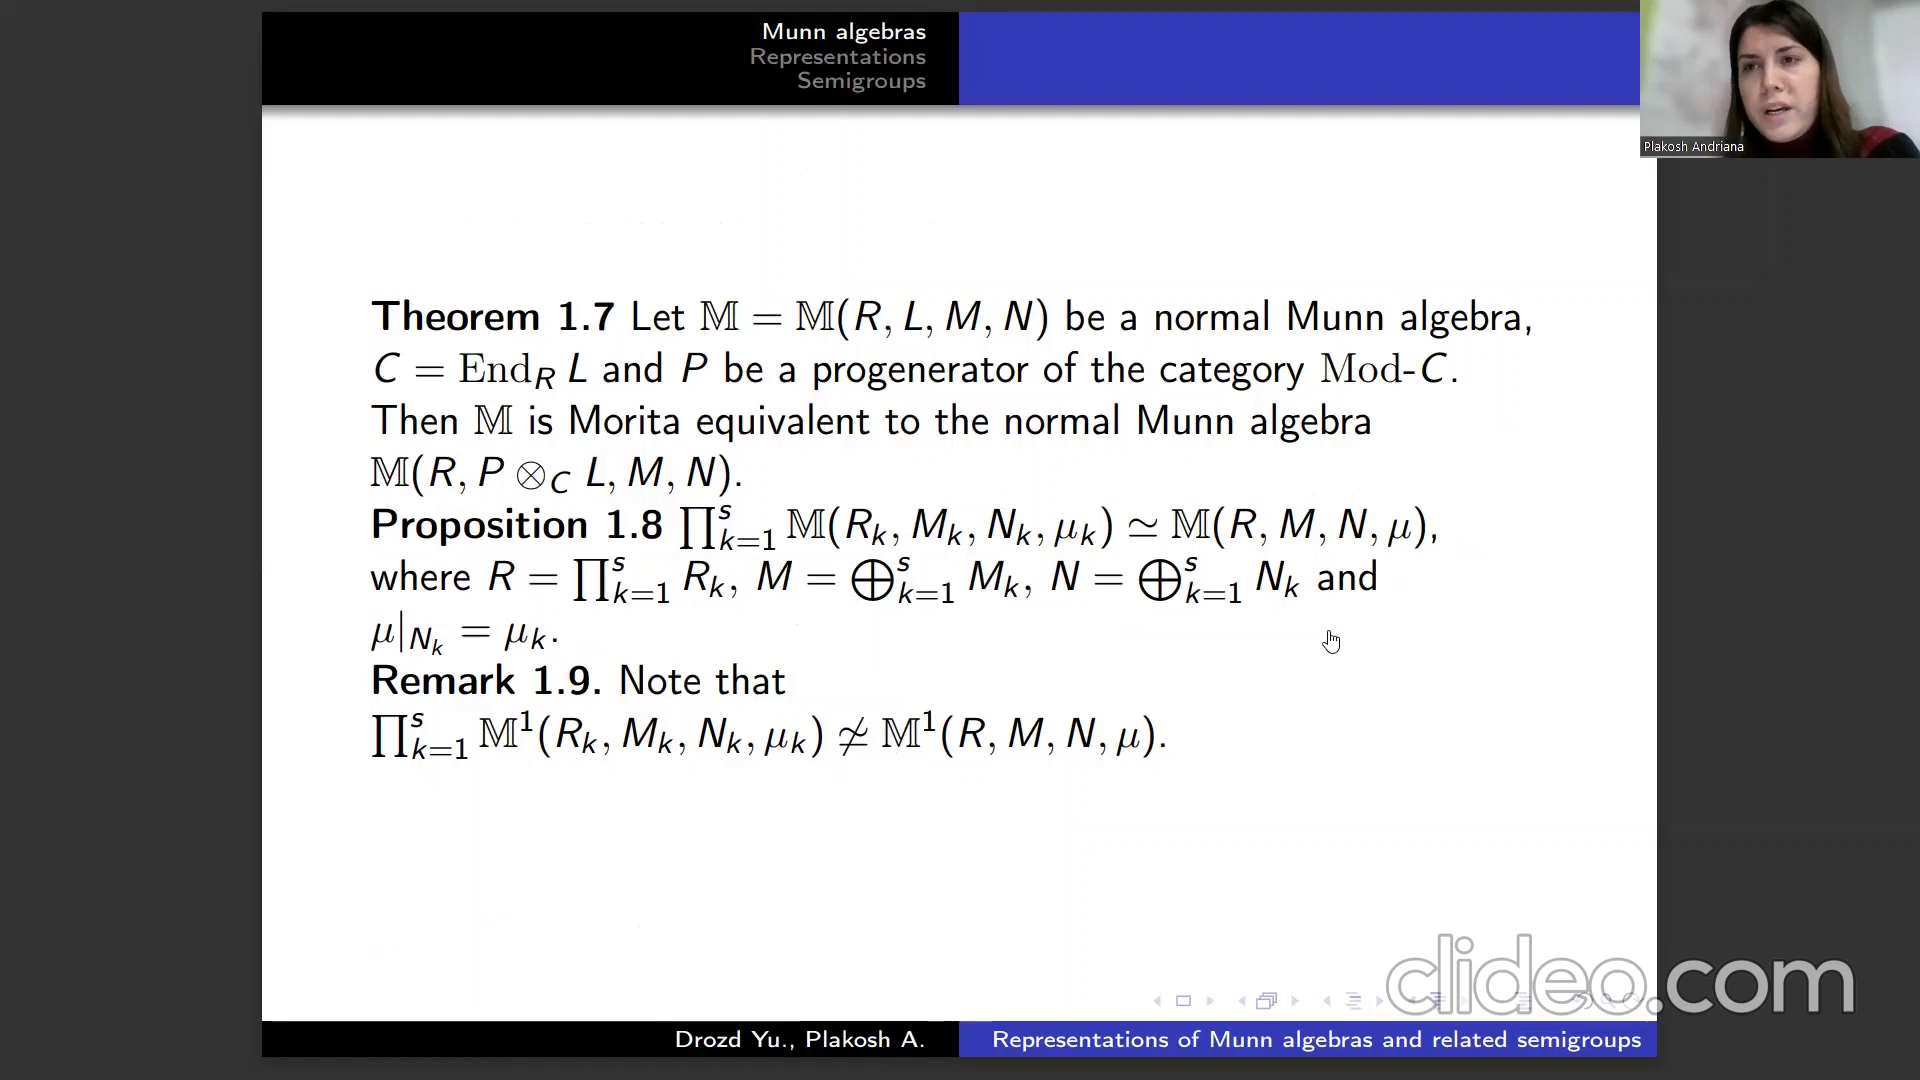 Munn algebras
Representations
Semigroups
Plakosh Andriana
Theorem 1.7 Let 𝕄 = 𝕄(R, L, M, N) be a normal Munn algebra,
C = End_R L and P be a progenerator of the category Mod-C.
Then 𝕄 is Morita equivalent to the normal Munn algebra
𝕄(R, P ⊗_C L, M, N).
Proposition 1.8 ∏_{k=1}^s 𝕄(R_k, M_k, N_k, μ_k) ≃ 𝕄(R, M, N, μ),
where R = ∏_{k=1}^s R_k, M = ⨁_{k=1}^s M_k, N = ⨁_{k=1}^s N_k and
μ|_{N_k} = μ_k.
Remark 1.9. Note that
∏_{k=1}^s 𝕄^1(R_k, M_k, N_k, μ_k) ≄ 𝕄^1(R, M, N, μ).
clideo.com
Drozd Yu., Plakosh A.
Representations of Munn algebras and related semigroups